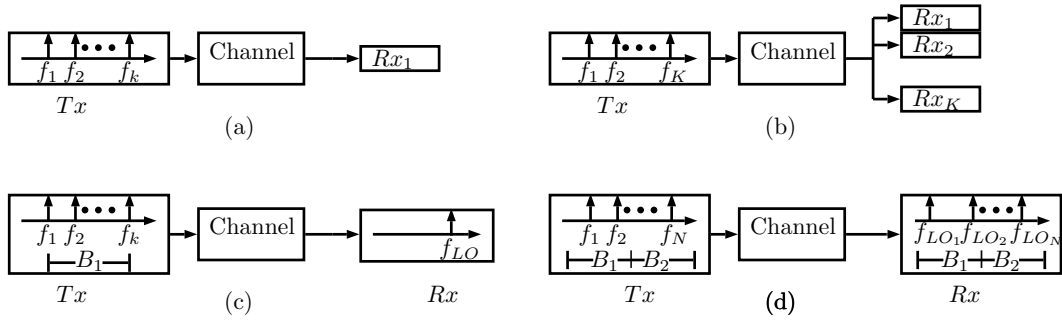 f1 f2 fk
Tx
Channel
Rx1
(a)
f1 f2 fK
Tx
Channel
Rx1
Rx2
RxK
(b)
f1 f2 fk
B1
Tx
Channel
fLO
Rx
(c)
f1 f2 fN
B1 B2
Tx
Channel
fLO1 fLO2 fLON
B1 B2
Rx
(d)